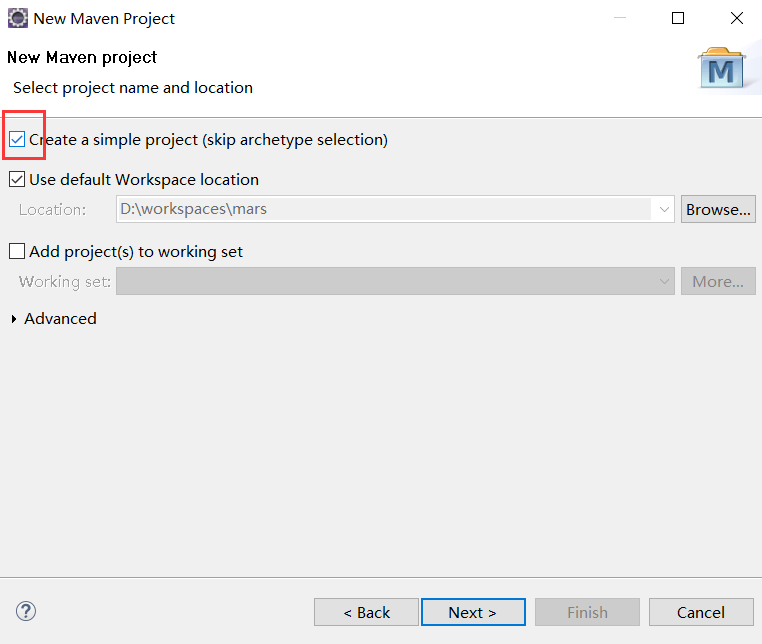 New Maven Project
New Maven project
Select project name and location
M
Create a simple project (skip archetype selection)
Use default Workspace location
Location: D:\workspaces\mars Browse...
Add project(s) to working set
Working set: More...
Advanced
? < Back Next > Finish Cancel